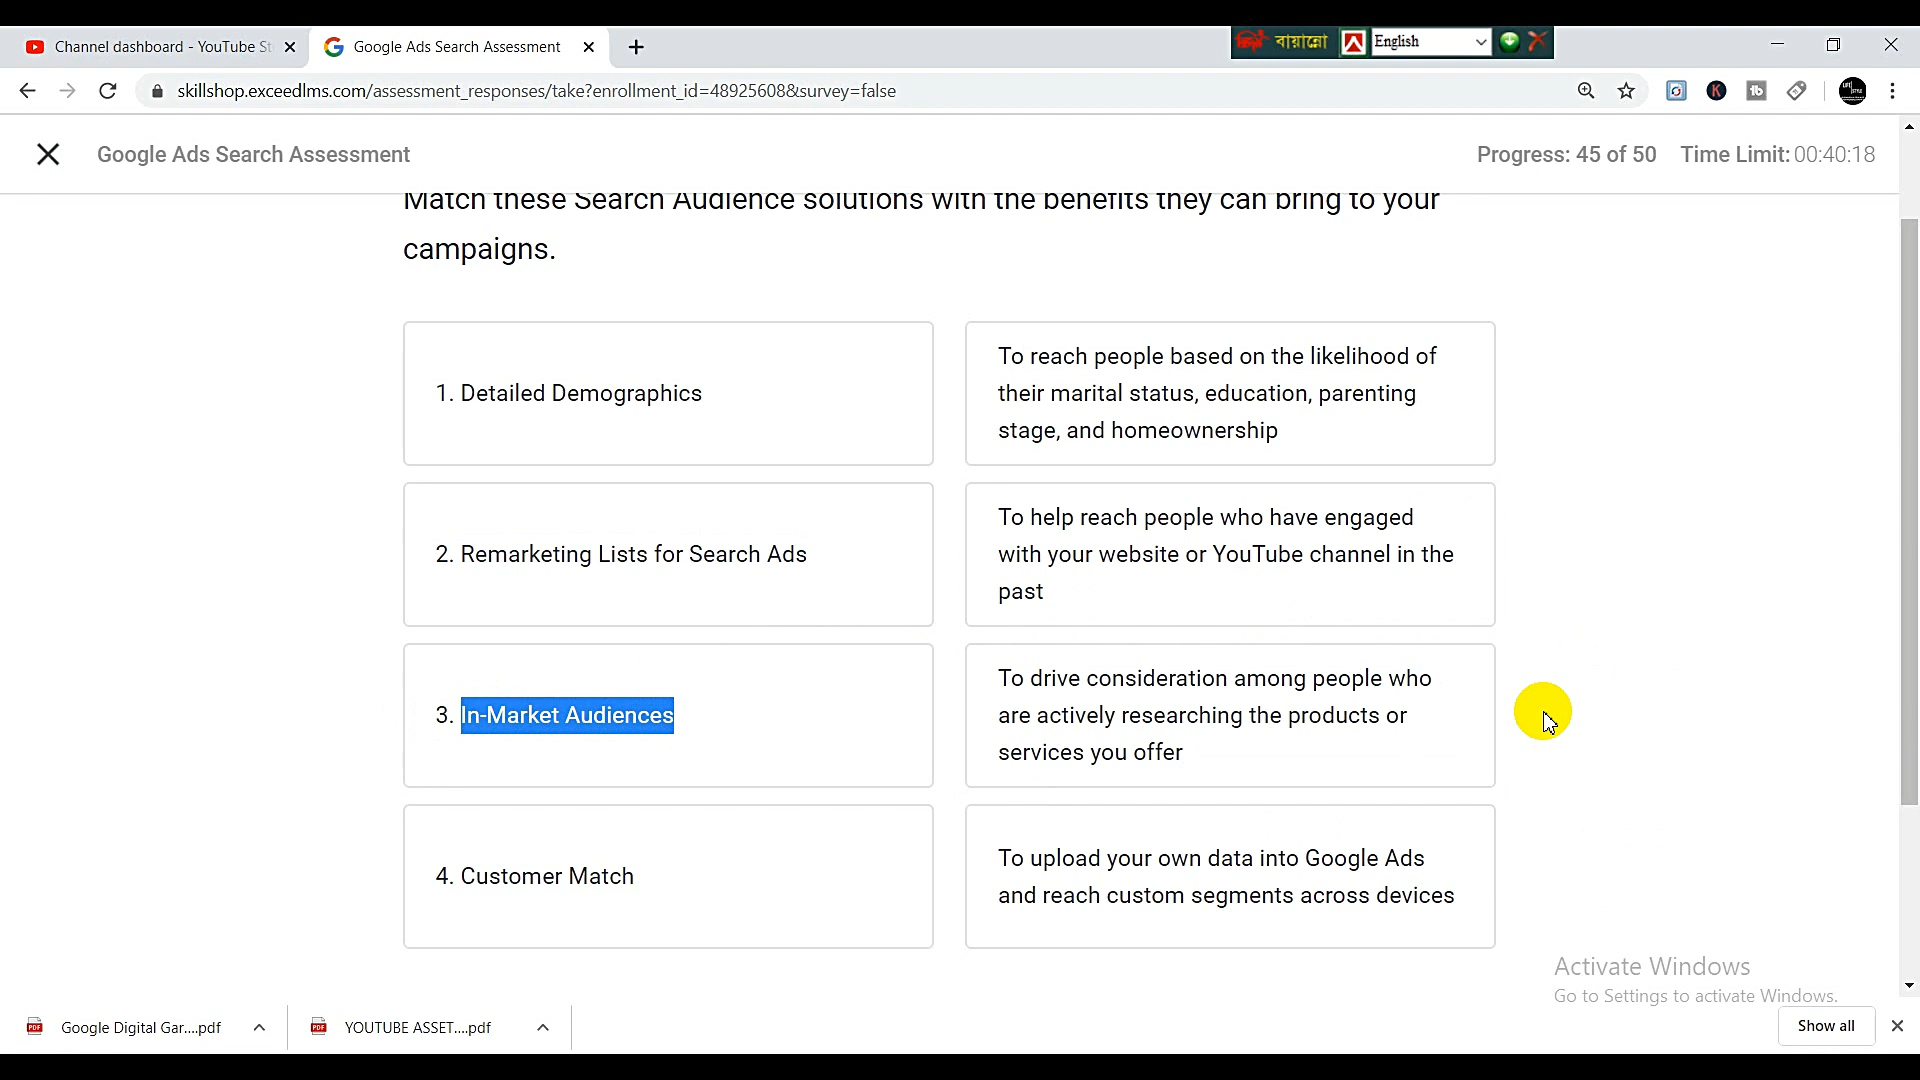 Channel dashboard - YouTube St
Google Ads Search Assessment
বায়ান্নো
English
skillshop.exceedlms.com/assessment_responses/take?enrollment_id=48925608&survey=false
Google Ads Search Assessment
Progress: 45 of 50
Time Limit: 00:40:18
Match these Search Audience solutions with the benefits they can bring to your
campaigns.
1. Detailed Demographics
To reach people based on the likelihood of
their marital status, education, parenting
stage, and homeownership
2. Remarketing Lists for Search Ads
To help reach people who have engaged
with your website or YouTube channel in the
past
3. In-Market Audiences
To drive consideration among people who
are actively researching the products or
services you offer
4. Customer Match
To upload your own data into Google Ads
and reach custom segments across devices
Activate Windows
Go to Settings to activate Windows.
Google Digital Gar....pdf
YOUTUBE ASSET....pdf
Show all